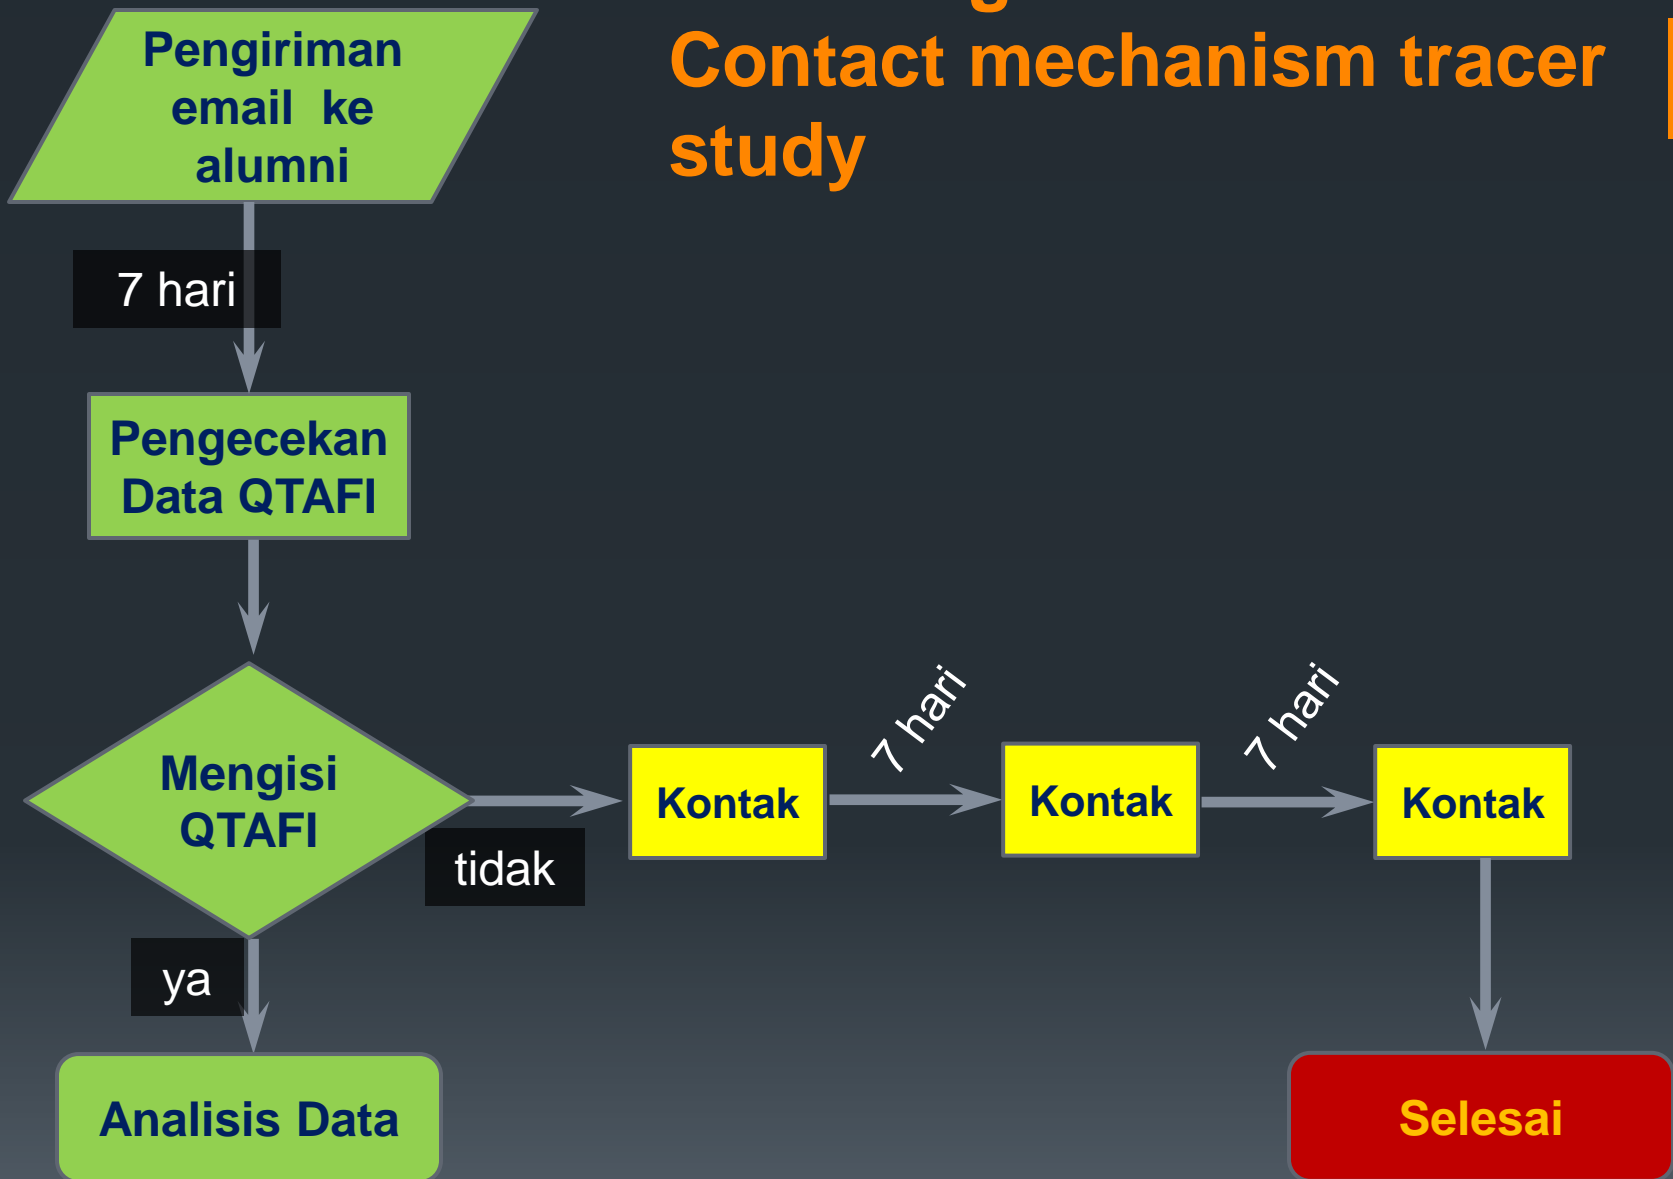 Contact mechanism tracer
study
Pengiriman
email ke
alumni
7 hari
Pengecekan
Data QTAFI
Mengisi
QTAFI
tidak
ya
Kontak
7 hari
Kontak
7 hari
Kontak
Analisis Data
Selesai